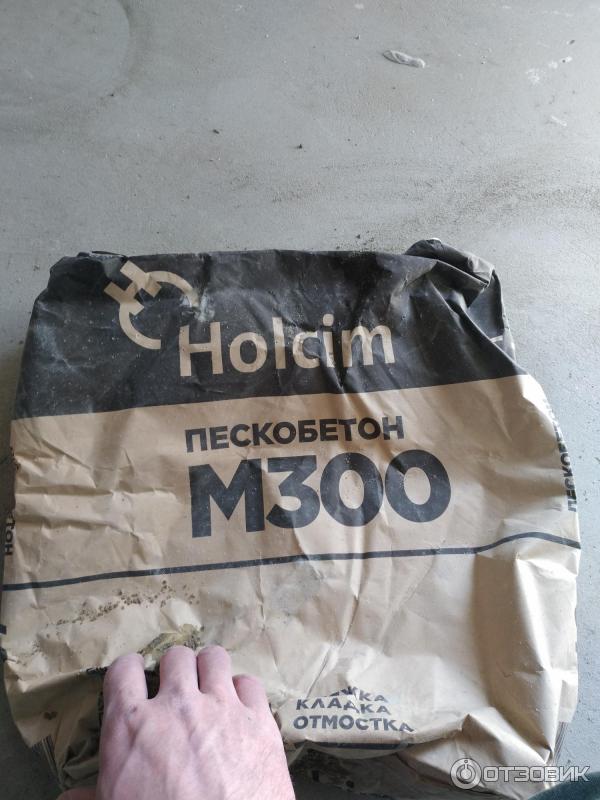 Holcim
ПЕСКОБЕТОН
М300
КЛАДКА
ОТМОСТКА
ОТЗОВИК